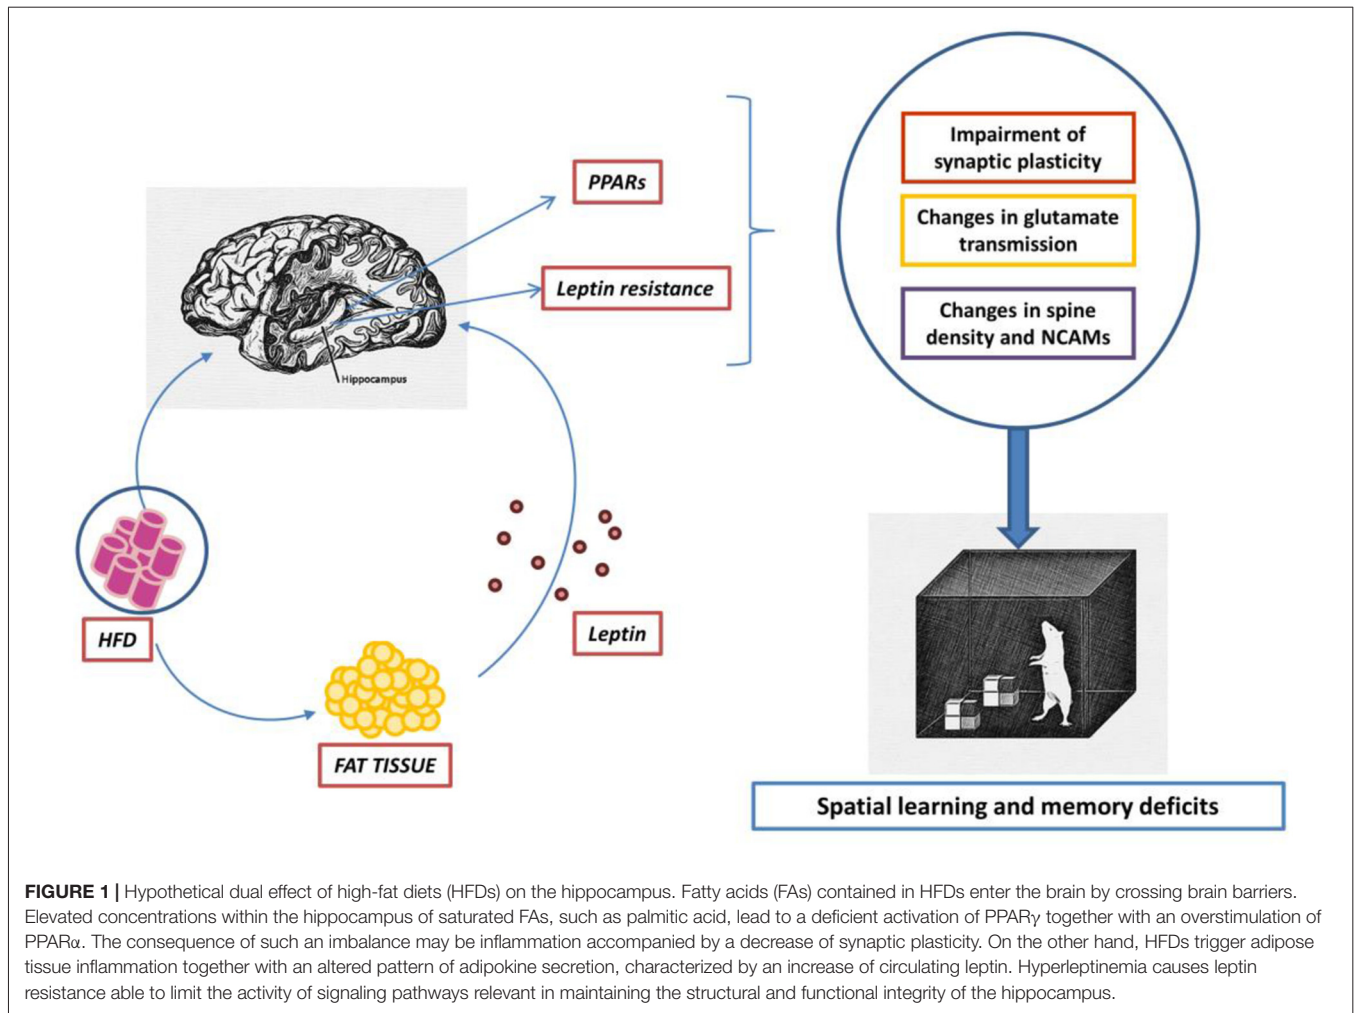 PPARs
Leptin resistance
Hippocampus
HFD
FAT TISSUE
Leptin
Impairment of
synaptic plasticity
Changes in glutamate
transmission
Changes in spine
density and NCAMs
Spatial learning and memory deficits
FIGURE 1 | Hypothetical dual effect of high-fat diets (HFDs) on the hippocampus. Fatty acids (FAs) contained in HFDs enter the brain by crossing brain barriers.
Elevated concentrations within the hippocampus of saturated FAs, such as palmitic acid, lead to a deficient activation of PPARγ together with an overstimulation of
PPARα. The consequence of such an imbalance may be inflammation accompanied by a decrease of synaptic plasticity. On the other hand, HFDs trigger adipose
tissue inflammation together with an altered pattern of adipokine secretion, characterized by an increase of circulating leptin. Hyperleptinemia causes leptin
resistance able to limit the activity of signaling pathways relevant in maintaining the structural and functional integrity of the hippocampus.